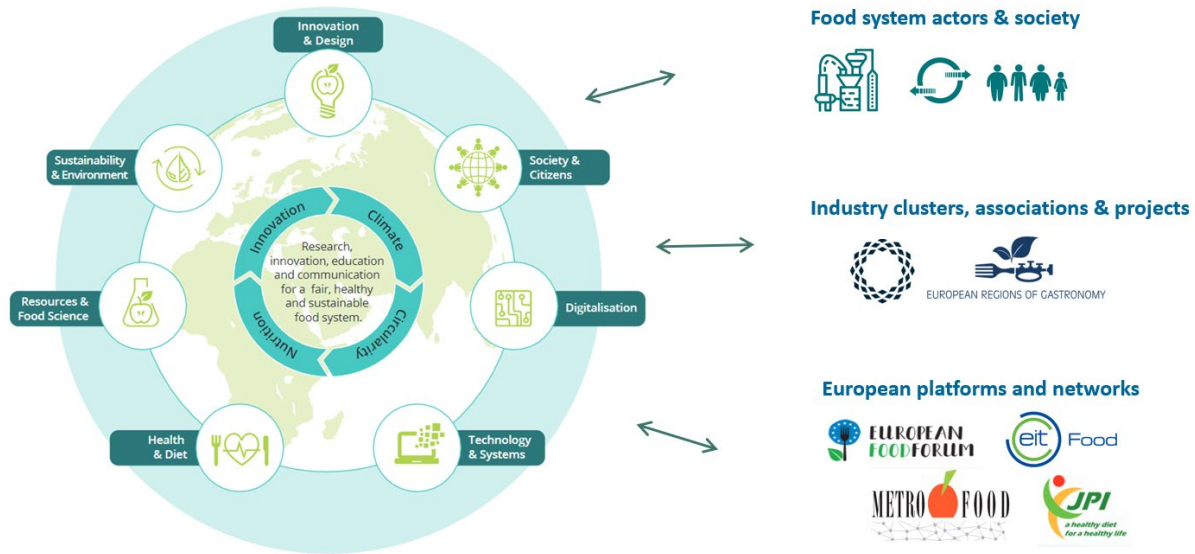 Innovation
& Design
Sustainability
& Environment
Society &
Citizens
Resources &
Food Science
Digitalisation
Health
& Diet
Technology
& Systems
Innovation
Climate
Circularity
Nutrition
Research,
innovation, education
and communication
for a fair, healthy
and sustainable
food system.
Food system actors & society
Industry clusters, associations & projects
EUROPEAN REGIONS OF GASTRONOMY
European platforms and networks
EUROPEAN
FOODFORUM
eit Food
METROFOOD
JPI
a healthy diet
for a healthy life